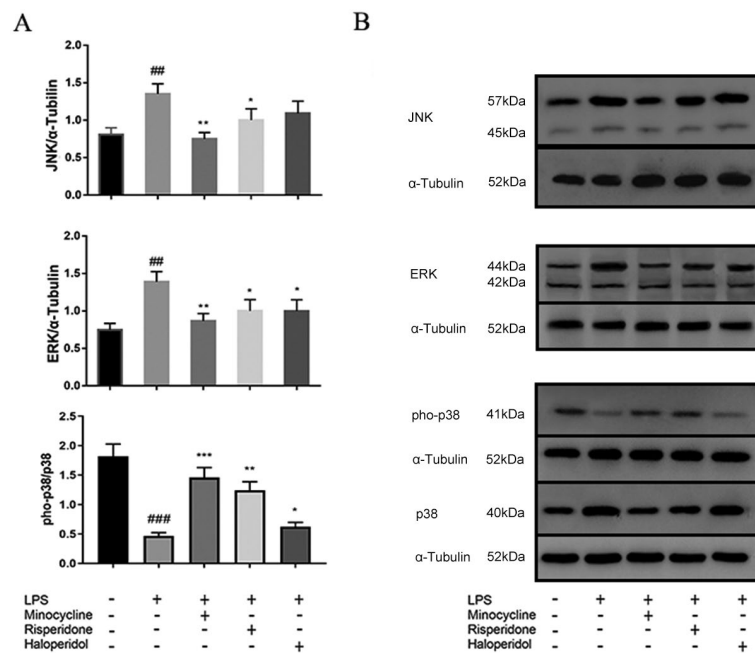 A
JNK/α-Tubilin
2.0
1.5
1.0
0.5
0.0
##
**
*
ERK/α-Tubulin
2.0
1.5
1.0
0.5
0.0
##
**
*
*
pho-p38/p38
2.0
1.5
1.0
0.5
0.0
###
***
**
*
LPS - + + + +
Minocycline - - + - -
Risperidone - - - + -
Haloperidol - - - - +
B
JNK
57kDa
45kDa
α-Tubulin 52kDa
ERK
44kDa
42kDa
α-Tubulin 52kDa
pho-p38 41kDa
α-Tubulin 52kDa
p38 40kDa
α-Tubulin 52kDa
LPS - + + + +
Minocycline - - + - -
Risperidone - - - + -
Haloperidol - - - - +